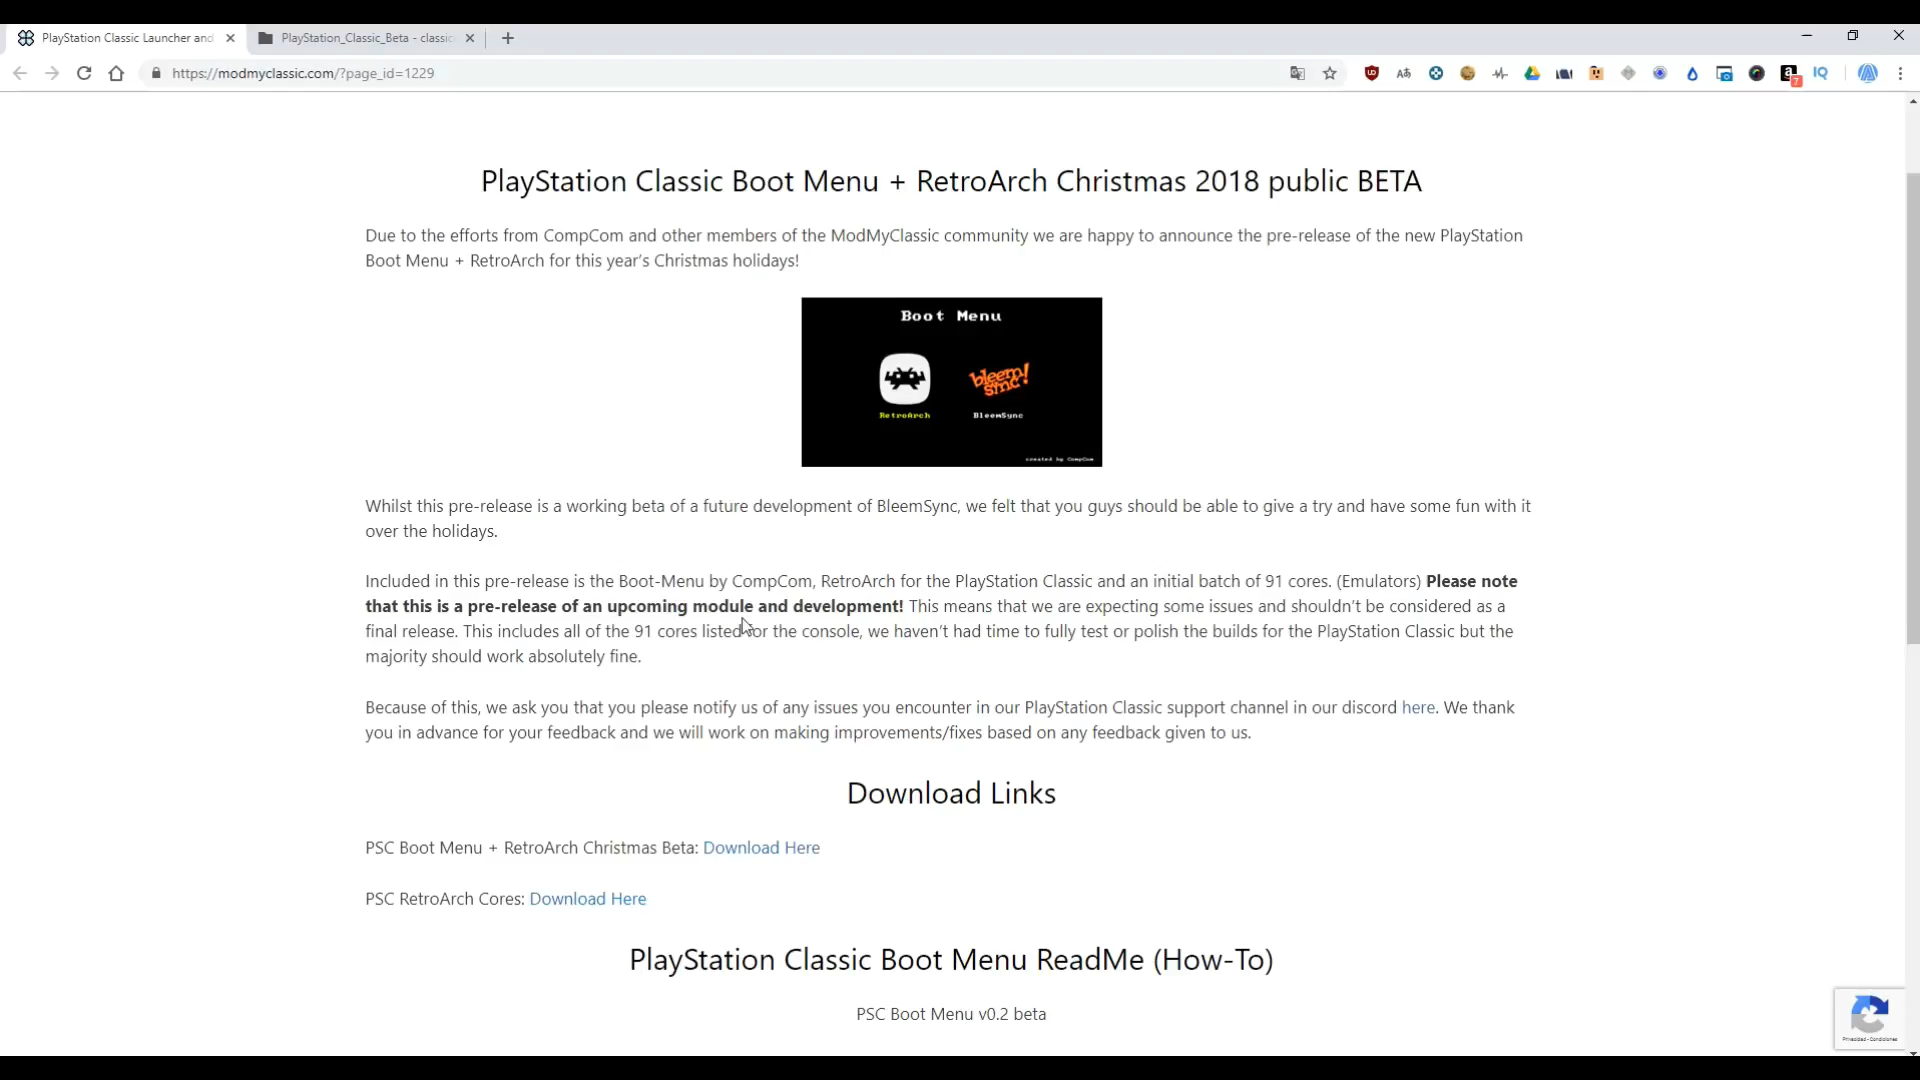 PlayStation Classic Launcher and
PlayStation_Classic_Beta - classic
https://modmyclassic.com/?page_id=1229
7
IQ
PlayStation Classic Boot Menu + RetroArch Christmas 2018 public BETA
Due to the efforts from CompCom and other members of the ModMyClassic community we are happy to announce the pre-release of the new PlayStation
Boot Menu + RetroArch for this year's Christmas holidays!
Boot Menu
bleem! sync
RetroArch BleemSync
created by CompCom
Whilst this pre-release is a working beta of a future development of BleemSync, we felt that you guys should be able to give a try and have some fun with it
over the holidays.
Included in this pre-release is the Boot-Menu by CompCom, RetroArch for the PlayStation Classic and an initial batch of 91 cores. (Emulators) Please note
that this is a pre-release of an upcoming module and development! This means that we are expecting some issues and shouldn't be considered as a
final release. This includes all of the 91 cores listed for the console, we haven't had time to fully test or polish the builds for the PlayStation Classic but the
majority should work absolutely fine.
Because of this, we ask you that you please notify us of any issues you encounter in our PlayStation Classic support channel in our discord here. We thank
you in advance for your feedback and we will work on making improvements/fixes based on any feedback given to us.
Download Links
PSC Boot Menu + RetroArch Christmas Beta: Download Here
PSC RetroArch Cores: Download Here
PlayStation Classic Boot Menu ReadMe (How-To)
PSC Boot Menu v0.2 beta
Privacidad - Condiciones